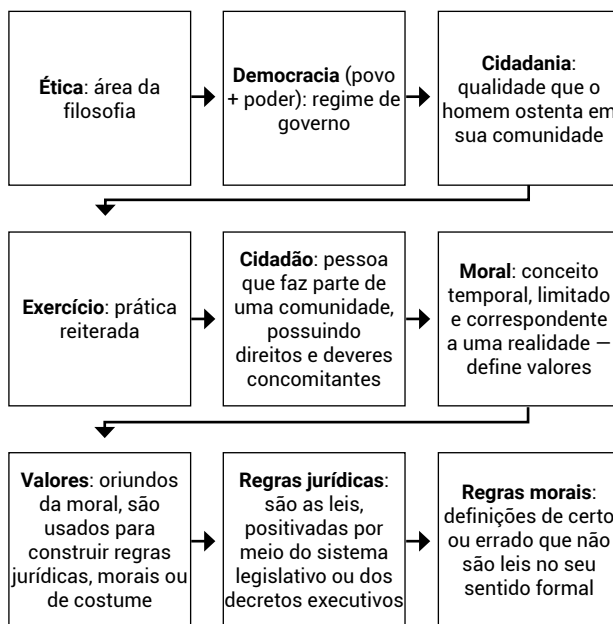 Ética: área da
filosofia
Democracia (povo
+ poder): regime de
governo
Cidadania:
qualidade que o
homem ostenta em
sua comunidade
Exercício: prática
reiterada
Cidadão: pessoa
que faz parte de
uma comunidade,
possuindo
direitos e deveres
concomitantes
Moral: conceito
temporal, limitado
e correspondente
a uma realidade —
define valores
Valores: oriundos
da moral, são
usados para
construir regras
jurídicas, morais ou
de costume
Regras jurídicas:
são as leis,
positivadas por
meio do sistema
legislativo ou dos
decretos executivos
Regras morais:
definições de certo
ou errado que não
são leis no seu
sentido formal